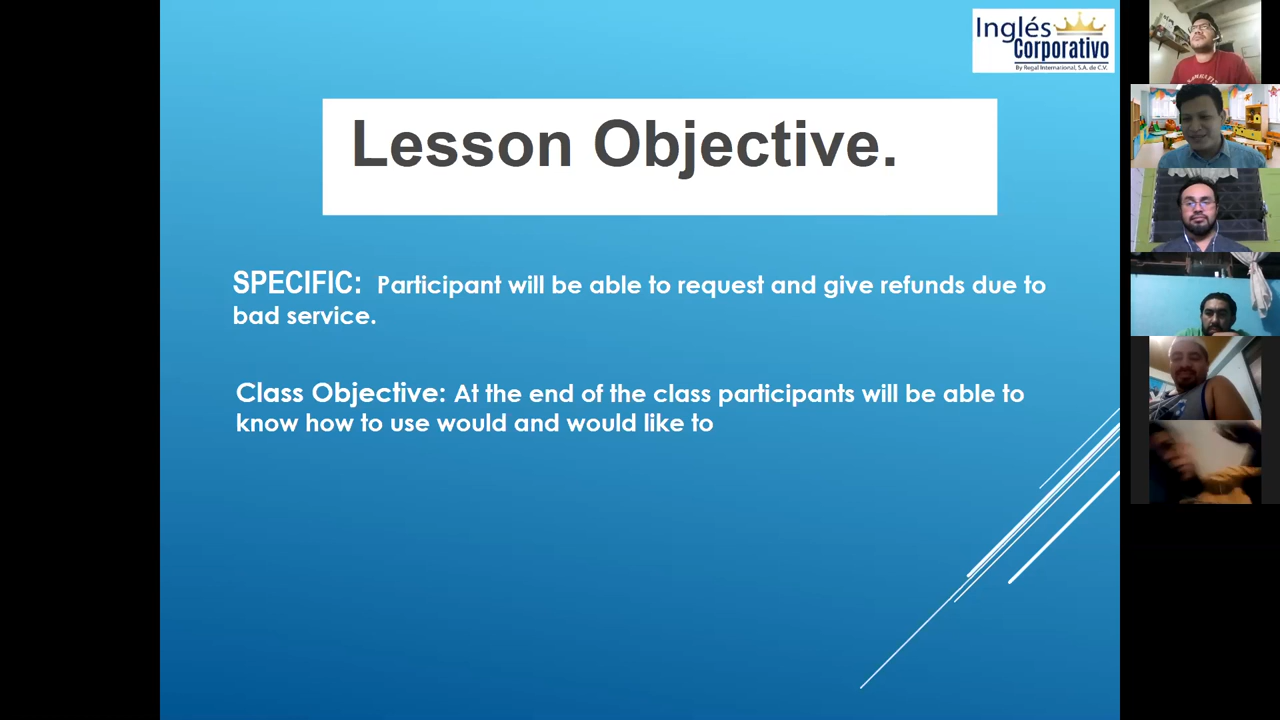 Inglés
Corporativo
By Regal International, S.A. de C.V.
Lesson Objective.
SPECIFIC: Participant will be able to request and give refunds due to
bad service.
Class Objective: At the end of the class participants will be able to
know how to use would and would like to